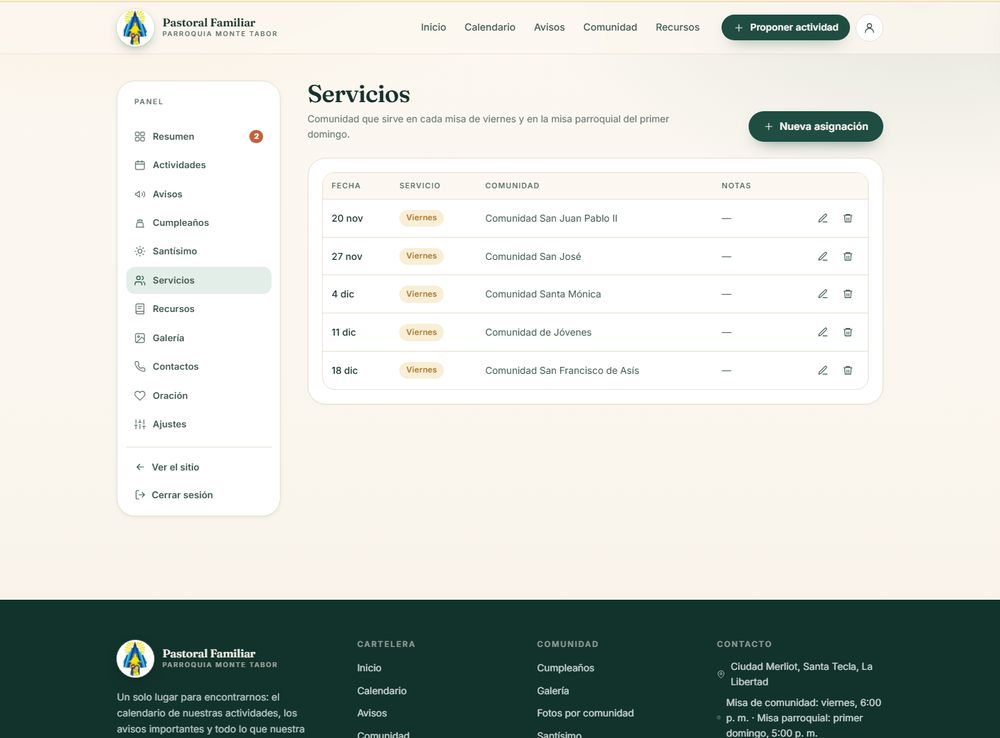 Pastoral Familiar
PARROQUIA MONTE TABOR
Inicio
Calendario
Avisos
Comunidad
Recursos
+ Proponer actividad
PANEL
Resumen 2
Actividades
Avisos
Cumpleaños
Santísimo
Servicios
Recursos
Galería
Contactos
Oración
Ajustes
Ver el sitio
Cerrar sesión
Servicios
Comunidad que sirve en cada misa de viernes y en la misa parroquial del primer
domingo.
+ Nueva asignación
FECHA SERVICIO COMUNIDAD NOTAS
20 nov Viernes Comunidad San Juan Pablo II —
27 nov Viernes Comunidad San José —
4 dic Viernes Comunidad Santa Mónica —
11 dic Viernes Comunidad de Jóvenes —
18 dic Viernes Comunidad San Francisco de Asís —
Pastoral Familiar
PARROQUIA MONTE TABOR
Un solo lugar para encontrarnos: el
calendario de nuestras actividades, los
avisos importantes y todo lo que nuestra
CARTELERA
Inicio
Calendario
Avisos
Comunidad
COMUNIDAD
Cumpleaños
Galería
Fotos por comunidad
Santísimo
CONTACTO
Ciudad Merliot, Santa Tecla, La
Libertad
Misa de comunidad: viernes, 6:00
p. m. · Misa parroquial: primer
domingo, 5:00 p. m.